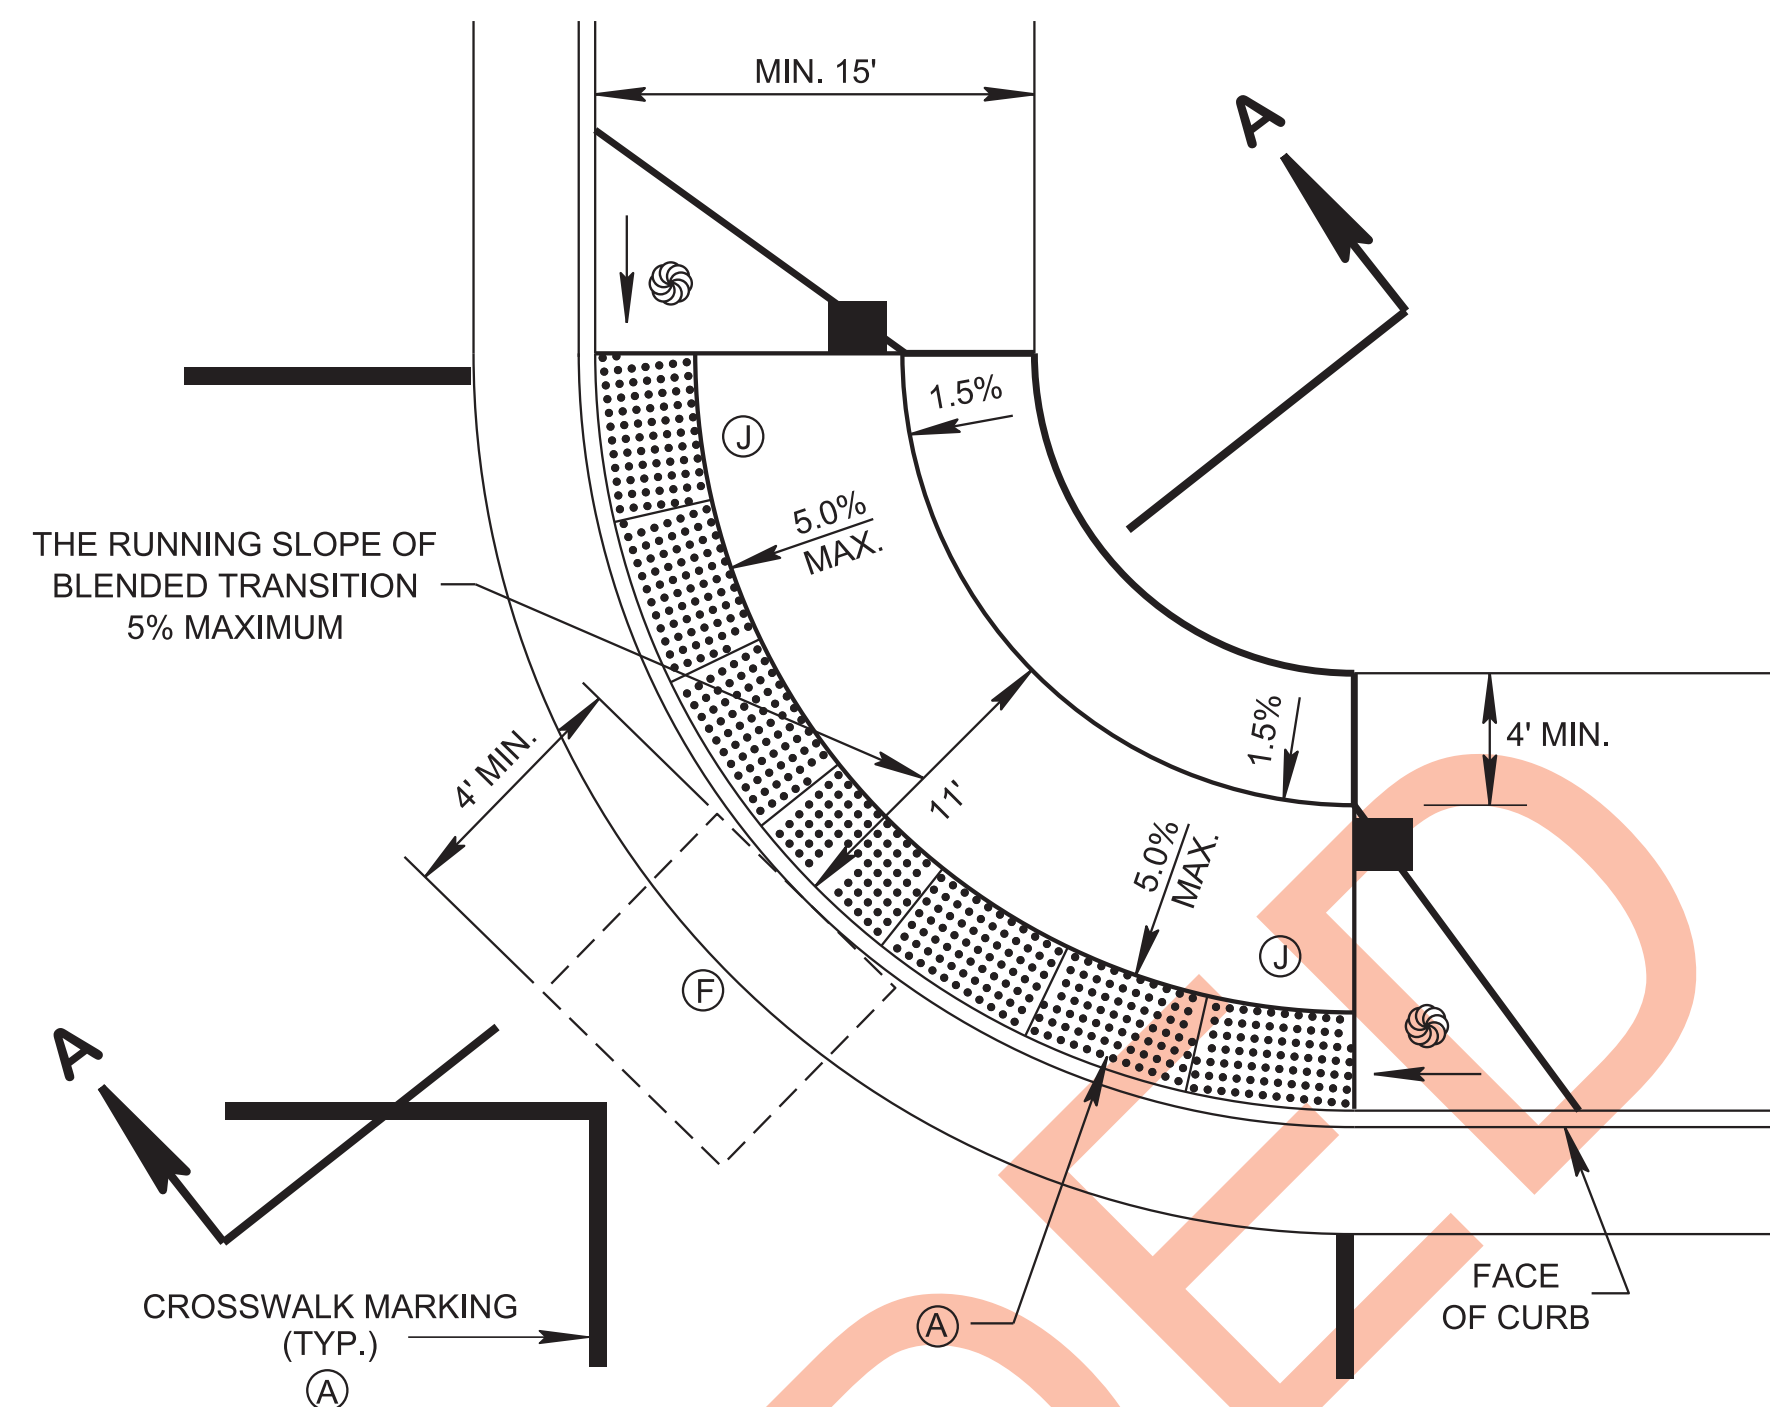 MIN. 15'
A
1.5%
J
5.0%
MAX.
THE RUNNING SLOPE OF
BLENDED TRANSITION
5% MAXIMUM
4' MIN.
11'
1.5%
4' MIN.
5.0%
MAX.
J
F
A
CROSSWALK MARKING
(TYP.)
A
A
FACE
OF CURB